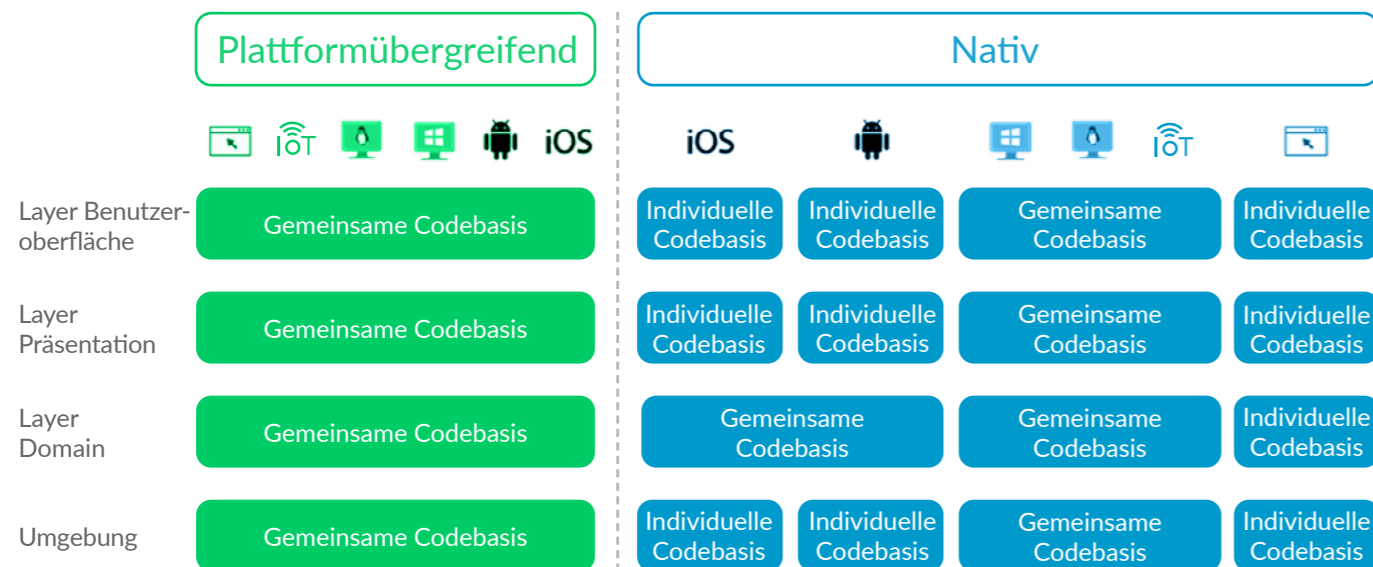 Plattformübergreifend
Nativ
IoT
iOS
iOS
IoT
Layer Benutzer-
oberfläche
Gemeinsame Codebasis
Individuelle
Codebasis
Individuelle
Codebasis
Gemeinsame
Codebasis
Individuelle
Codebasis
Layer
Präsentation
Gemeinsame Codebasis
Individuelle
Codebasis
Individuelle
Codebasis
Gemeinsame
Codebasis
Individuelle
Codebasis
Layer
Domain
Gemeinsame Codebasis
Gemeinsame
Codebasis
Gemeinsame
Codebasis
Individuelle
Codebasis
Umgebung
Gemeinsame Codebasis
Individuelle
Codebasis
Individuelle
Codebasis
Gemeinsame
Codebasis
Individuelle
Codebasis